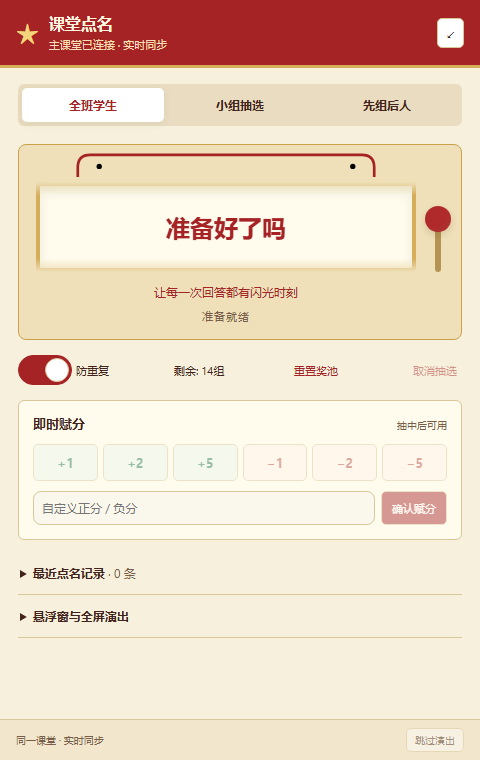 课堂点名
主课堂已连接 · 实时同步
全班学生
小组抽选
先组后人
准备好了吗
让每一次回答都有闪光时刻
准备就绪
防重复
剩余: 14组
重置奖池
取消抽选
即时赋分
抽中后可用
+1
+2
+5
−1
−2
−5
自定义正分 / 负分
确认赋分
最近点名记录 · 0 条
悬浮窗与全屏演出
同一课堂 · 实时同步
跳过演出